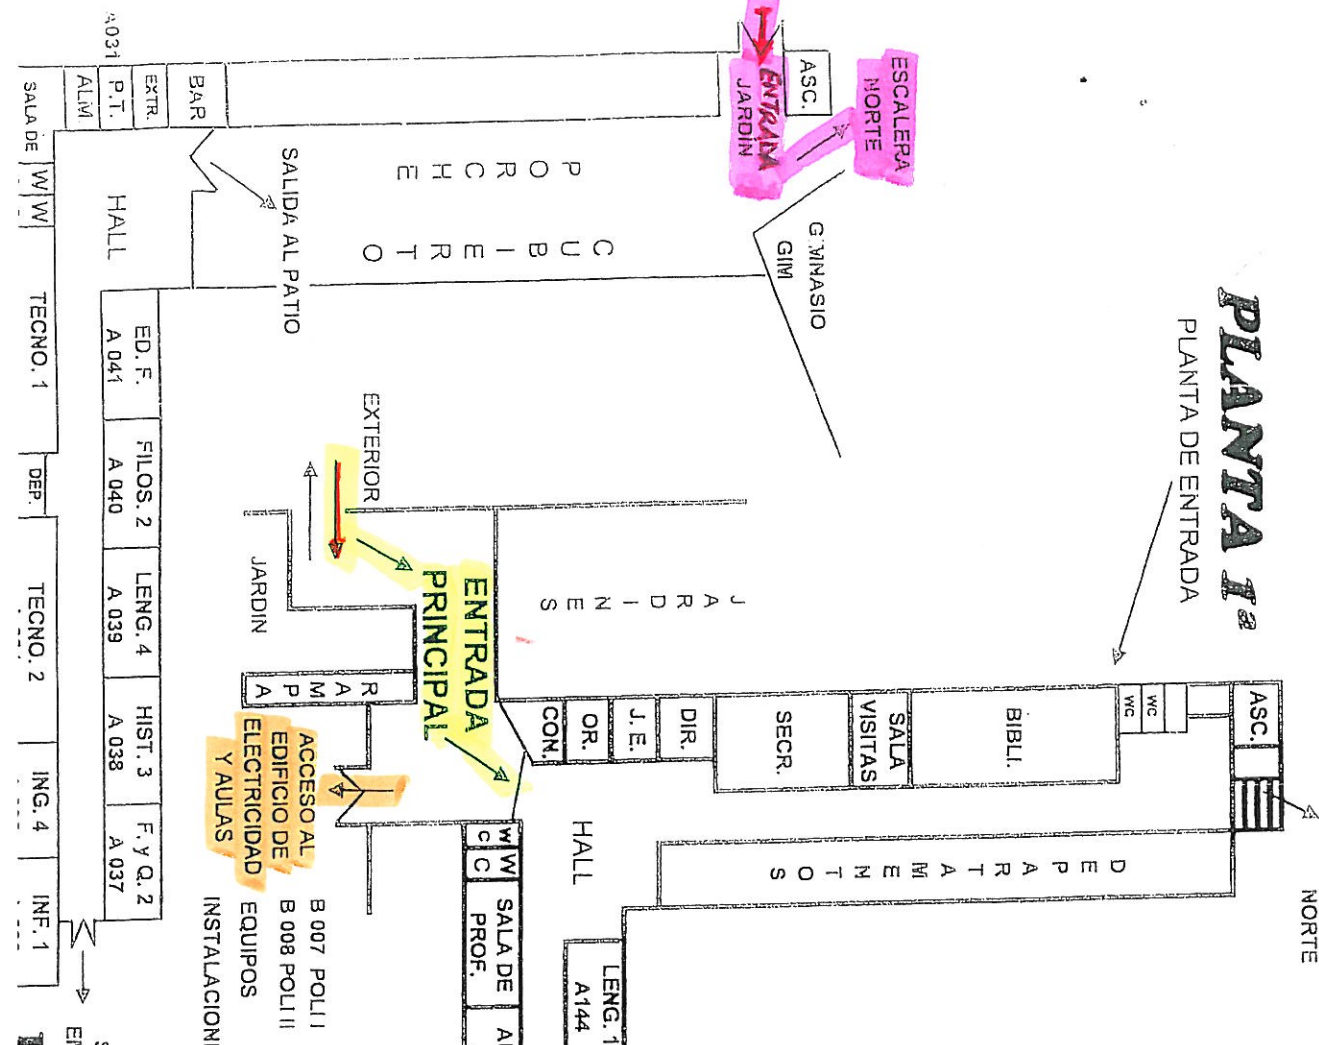 PLANTA 1ª
PLANTA DE ENTRADA
ESCALERA
NORTE
ASC.
ENTRADA
JARDÍN
GIMNASIO
GIM
PORCHE
CUBIERTO
SALIDA AL PATIO
BAR
EXTR.
P.T.
A031
ALM
SALA DE
W W
HALL
TECNO. 1
DEP.
TECNO. 2
ING. 4
INF. 1
ED. F.
A 041
FILOS. 2
A 040
LENG. 4
A 039
HIST. 3
A 038
F. y Q. 2
A 037
EXTERIOR
JARDIN
JARDINES
ENTRADA
PRINCIPAL
RAMPA
ACCESO AL
EDIFICIO DE
ELECTRICIDAD
Y AULAS
B 007 POLI I
B 008 POLI II
EQUIPOS
INSTALACION
ASC.
WC
WC
BIBLI.
SALA
VISITAS
SECR.
DIR.
J. E.
OR.
CON.
HALL
DEPARTAMENTOS
NORTE
W W
C C
SALA DE
PROF.
LENG. 1
A144